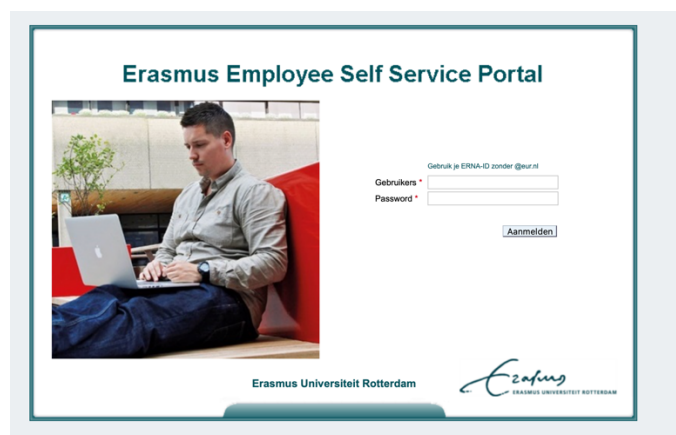 Erasmus Employee Self Service Portal
Gebruik je ERNA-ID zonder @eur.nl
Gebruikers *
Password *
Aanmelden
Erasmus Universiteit Rotterdam
Erasmus
ERASMUS UNIVERSITEIT ROTTERDAM